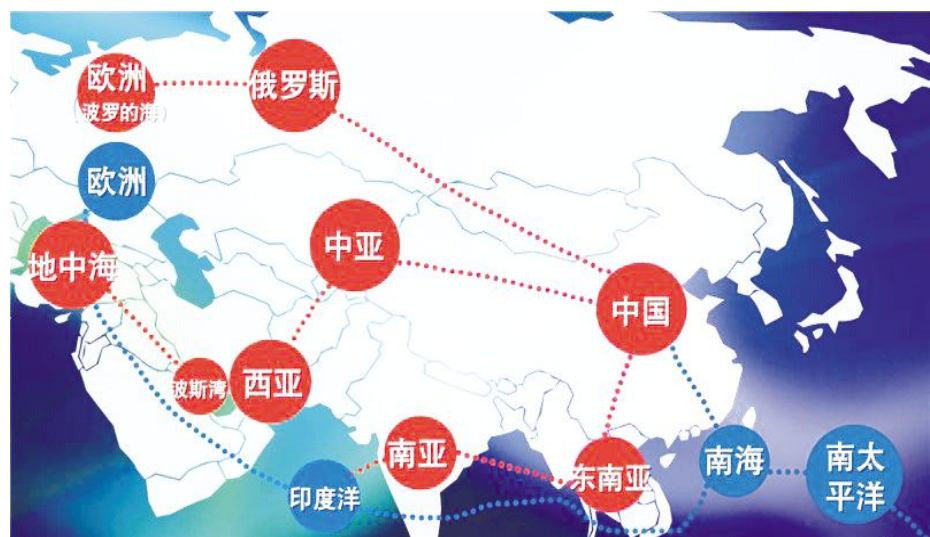 欧洲
(波罗的海)
俄罗斯
欧洲
中亚
地中海
中国
波斯湾
西亚
南亚
东南亚
南海
南太
平洋
印度洋